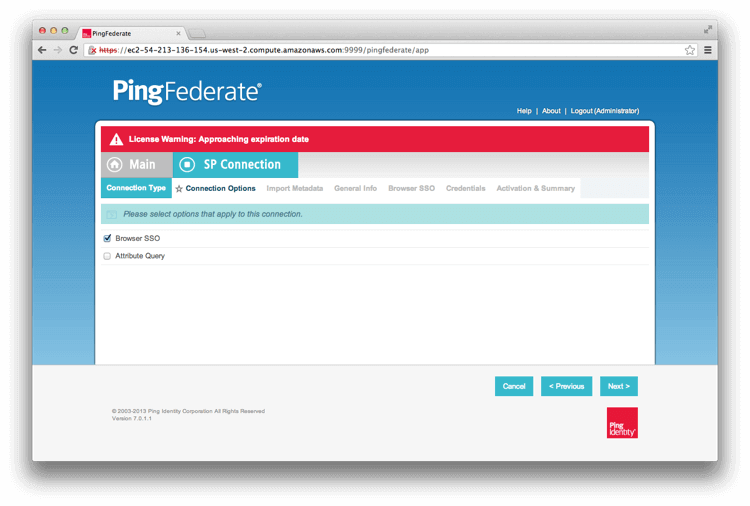 PingFederate
https://ec2-54-213-136-154.us-west-2.compute.amazonaws.com:9999/pingfederate/app
PingFederate®
Help | About | Logout (Administrator)
License Warning: Approaching expiration date
Main SP Connection
Connection Type Connection Options Import Metadata General Info Browser SSO Credentials Activation & Summary
Please select options that apply to this connection.
Browser SSO
Attribute Query
Cancel < Previous Next >
© 2003-2013 Ping Identity Corporation All Rights Reserved
Version 7.0.1.1
Ping
Identity®